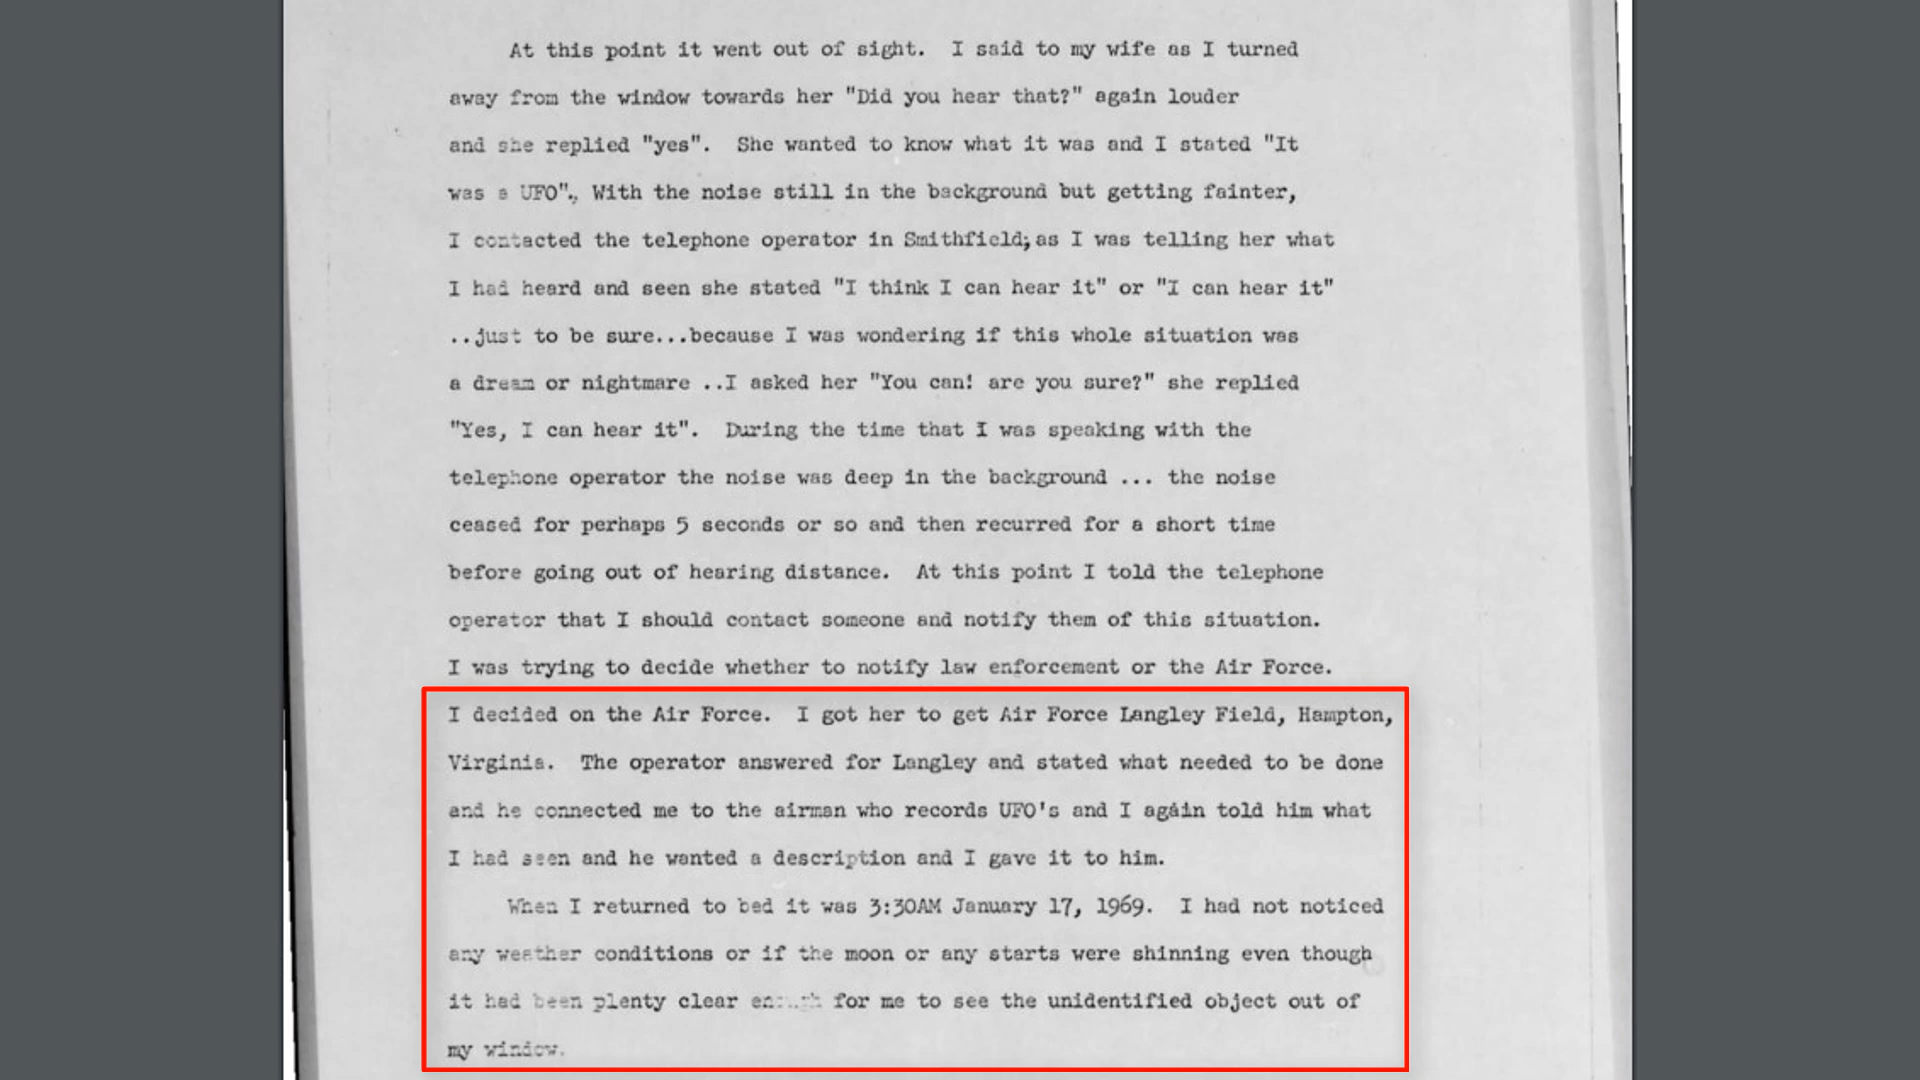 At this point it went out of sight. I said to my wife as I turned
away from the window towards her "Did you hear that?" again louder
and she replied "yes". She wanted to know what it was and I stated "It
was a UFO"., With the noise still in the background but getting fainter,
I contacted the telephone operator in Smithfield;as I was telling her what
I had heard and seen she stated "I think I can hear it" or "I can hear it"
..just to be sure...because I was wondering if this whole situation was
a dream or nightmare ..I asked her "You can! are you sure?" she replied
"Yes, I can hear it". During the time that I was speaking with the
telephone operator the noise was deep in the background ... the noise
ceased for perhaps 5 seconds or so and then recurred for a short time
before going out of hearing distance. At this point I told the telephone
operator that I should contact someone and notify them of this situation.
I was trying to decide whether to notify law enforcement or the Air Force.
I decided on the Air Force. I got her to get Air Force Langley Field, Hampton,
Virginia. The operator answered for Langley and stated what needed to be done
and he connected me to the airman who records UFO's and I again told him what
I had seen and he wanted a description and I gave it to him.
When I returned to bed it was 3:30AM January 17, 1969. I had not noticed
any weather conditions or if the moon or any starts were shinning even though
it had been plenty clear enough for me to see the unidentified object out of
my window.